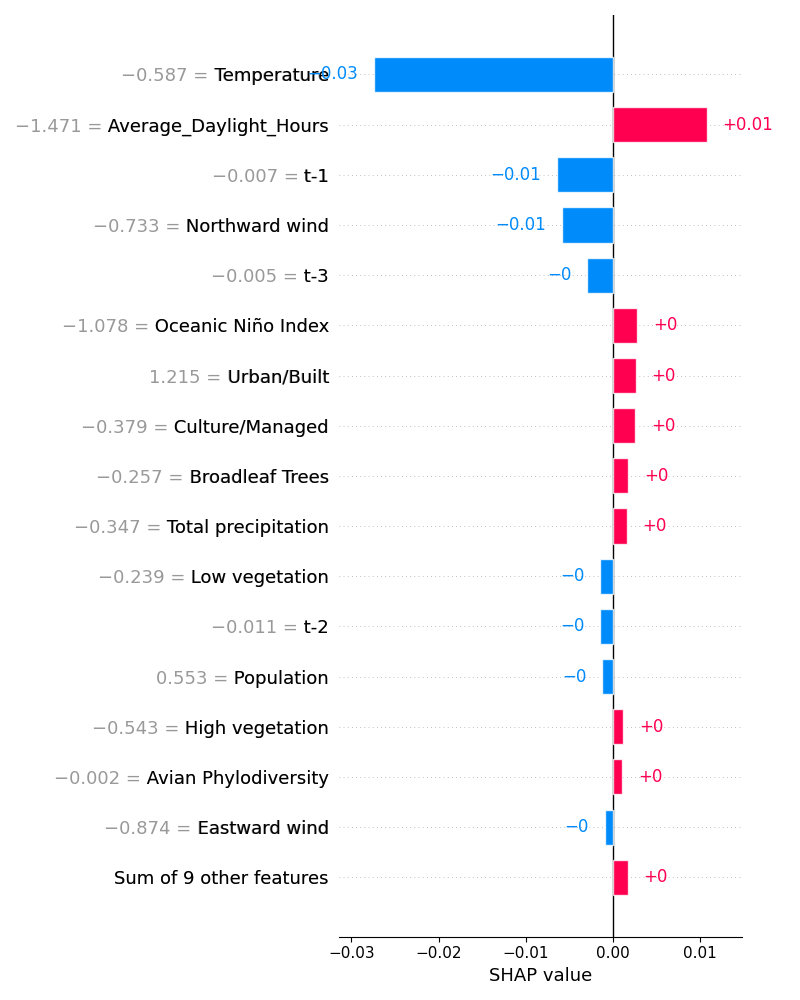 −0.587 = Temperature −0.03
−1.471 = Average_Daylight_Hours +0.01
−0.007 = t-1 −0.01
−0.733 = Northward wind −0.01
−0.005 = t-3 −0
−1.078 = Oceanic Niño Index +0
1.215 = Urban/Built +0
−0.379 = Culture/Managed +0
−0.257 = Broadleaf Trees +0
−0.347 = Total precipitation +0
−0.239 = Low vegetation −0
−0.011 = t-2 −0
0.553 = Population −0
−0.543 = High vegetation +0
−0.002 = Avian Phylodiversity +0
−0.874 = Eastward wind −0
Sum of 9 other features +0
−0.03 −0.02 −0.01 0.00 0.01
SHAP value